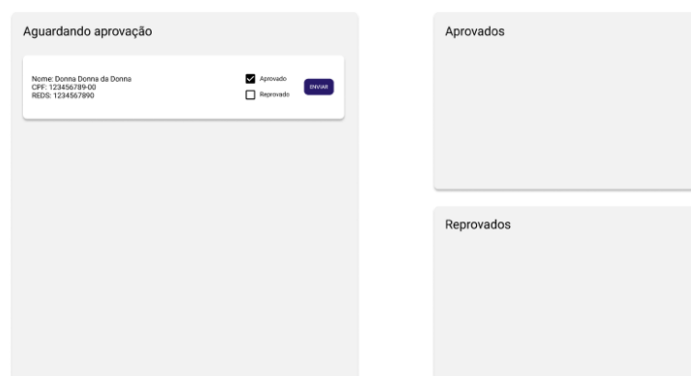 Aguardando aprovação
Nome: Donna Donna da Donna
CPF: 123456789-00
REDS: 1234567890
Aprovado
Reprovado
ENVIAR
Aprovados
Reprovados